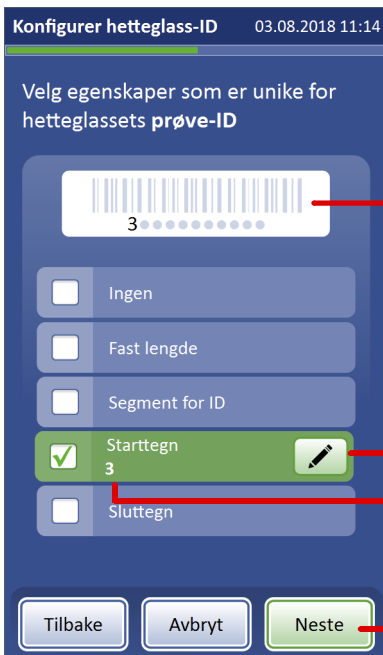 Konfigurer hetteglass-ID 03.08.2018 11:14
Velg egenskaper som er unike for
hetteglassets prøve-ID
3
Ingen
Fast lengde
Segment for ID
Starttegn
3
Sluttegn
Tilbake Avbryt Neste